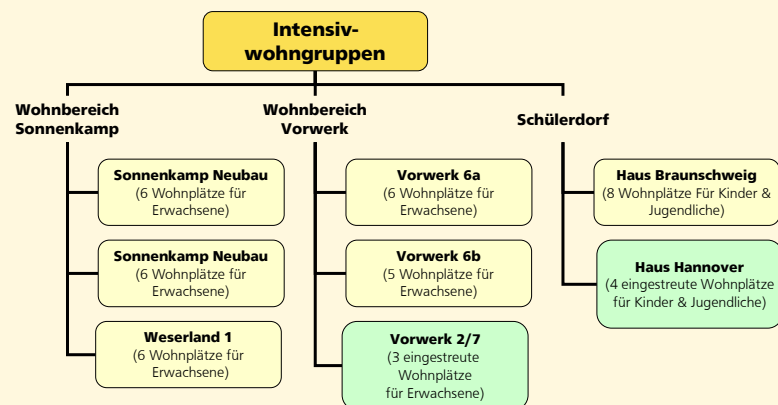 Intensiv-
wohngruppen
Wohnbereich
Sonnenkamp
Sonnenkamp Neubau
(6 Wohnplätze für
Erwachsene)
Sonnenkamp Neubau
(6 Wohnplätze für
Erwachsene)
Weserland 1
(6 Wohnplätze für
Erwachsene)
Wohnbereich
Vorwerk
Vorwerk 6a
(6 Wohnplätze für
Erwachsene)
Vorwerk 6b
(5 Wohnplätze für
Erwachsene)
Vorwerk 2/7
(3 eingestreute
Wohnplätze
für Erwachsene)
Schülerdorf
Haus Braunschweig
(8 Wohnplätze Für Kinder &
Jugendliche)
Haus Hannover
(4 eingestreute Wohnplätze
für Kinder & Jugendliche)